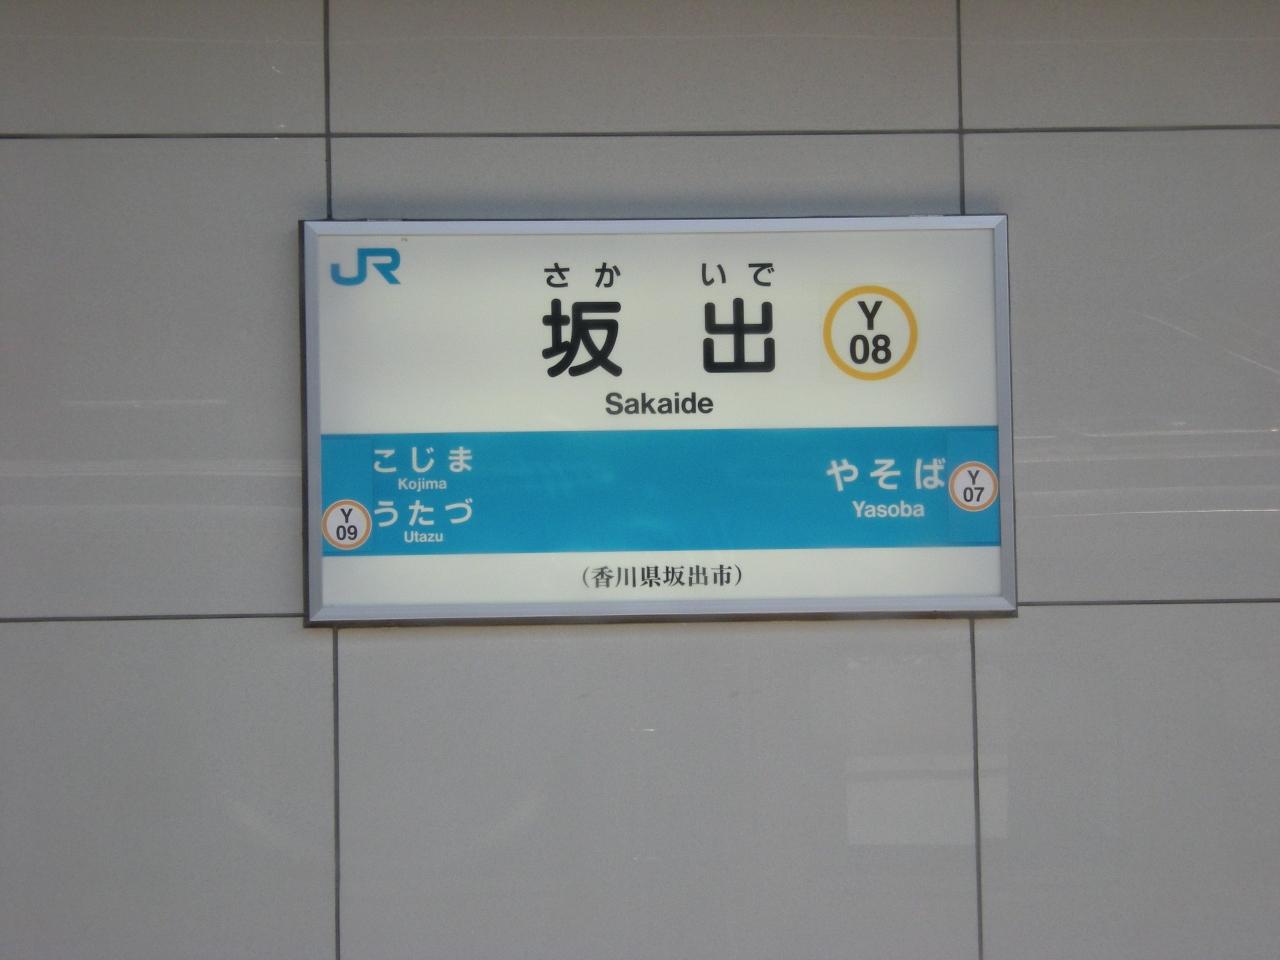 JR
さか いで
坂 出
Y
08
Sakaide
こじま
Kojima
うたづ
Utazu
Y
09
やそば
Yasoba
Y
07
(香川県坂出市)